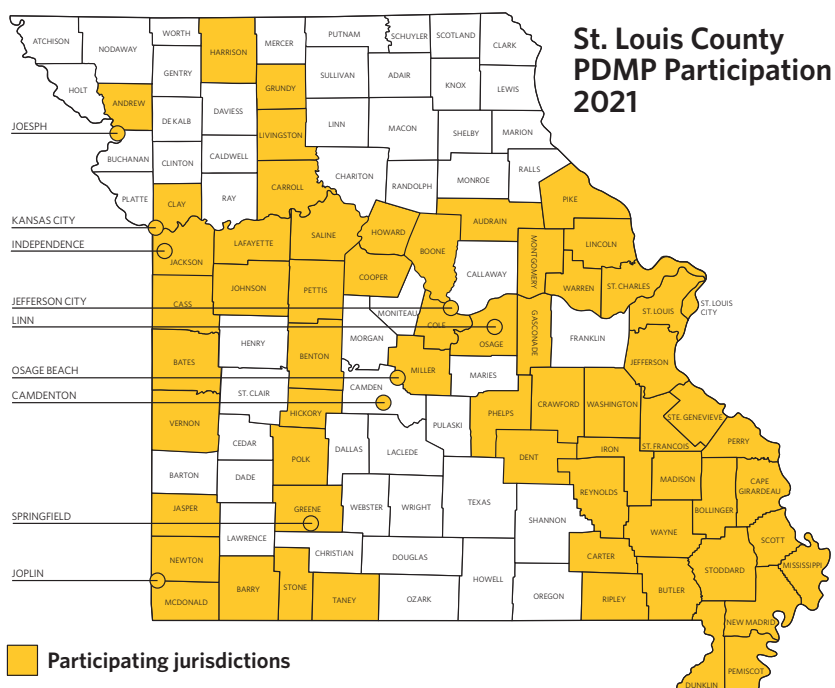 St. Louis County
PDMP Participation
2021
ATCHISON
NODAWAY
WORTH
HARRISON
MERCER
PUTNAM
SCHUYLER
SCOTLAND
CLARK
GENTRY
SULLIVAN
ADAIR
KNOX
LEWIS
HOLT
ANDREW
GRUNDY
DE KALB
DAVIESS
LIVINGSTON
LINN
MACON
SHELBY
MARION
JOESPH
BUCHANAN
CLINTON
CALDWELL
CHARITON
RANDOLPH
MONROE
RALLS
PLATTE
CLAY
RAY
CARROLL
PIKE
KANSAS CITY
INDEPENDENCE
JACKSON
LAFAYETTE
SALINE
HOWARD
BOONE
AUDRAIN
MONTGOMERY
LINCOLN
CALLAWAY
WARREN
ST. CHARLES
COOPER
CASS
JOHNSON
PETTIS
JEFFERSON CITY
MONITEAU
COLE
ST. LOUIS
ST. LOUIS
CITY
LINN
OSAGE
GASCONADE
FRANKLIN
JEFFERSON
HENRY
MORGAN
BATES
BENTON
MILLER
MARIES
OSAGE BEACH
CAMDEN
CAMDENTON
ST. CLAIR
HICKORY
VERNON
PULASKI
PHELPS
CRAWFORD
WASHINGTON
STE. GENEVIEVE
ST. FRANCOIS
PERRY
CEDAR
POLK
DALLAS
LACLEDE
DENT
IRON
BARTON
DADE
REYNOLDS
MADISON
CAPE
GIRARDEAU
BOLLINGER
JASPER
GREENE
WEBSTER
WRIGHT
TEXAS
SHANNON
SPRINGFIELD
LAWRENCE
WAYNE
SCOTT
NEWTON
CHRISTIAN
DOUGLAS
HOWELL
CARTER
STODDARD
MISSISSIPPI
JOPLIN
MCDONALD
BARRY
STONE
TANEY
OZARK
OREGON
RIPLEY
BUTLER
NEW MADRID
PEMISCOT
DUNKLIN
Participating jurisdictions